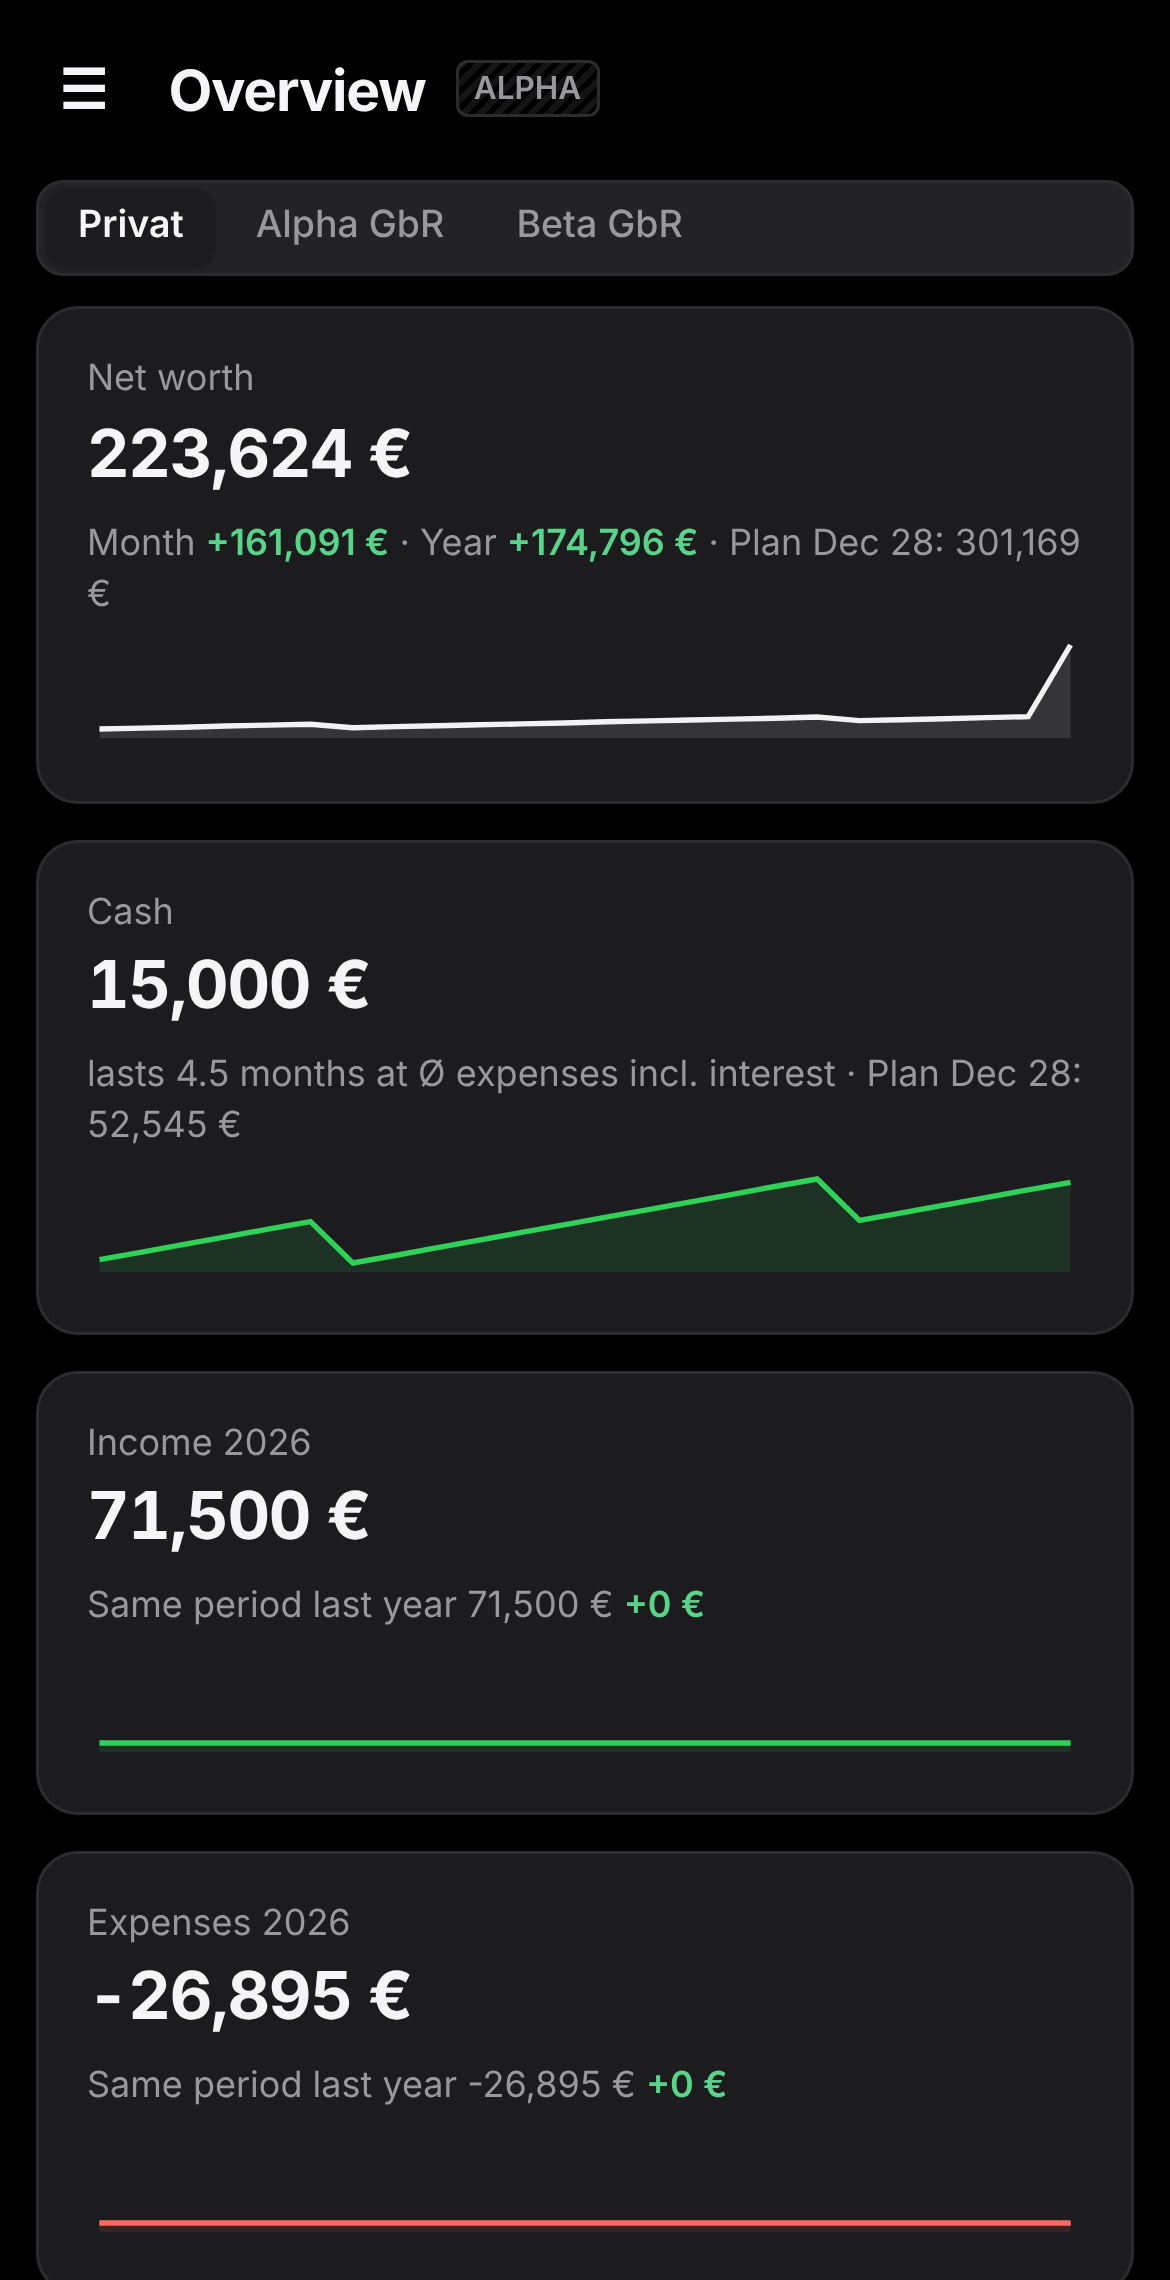 ☰ Overview ALPHA
Privat Alpha GbR Beta GbR
Net worth
223,624 €
Month +161,091 € · Year +174,796 € · Plan Dec 28: 301,169
€
Cash
15,000 €
lasts 4.5 months at Ø expenses incl. interest · Plan Dec 28:
52,545 €
Income 2026
71,500 €
Same period last year 71,500 € +0 €
Expenses 2026
-26,895 €
Same period last year -26,895 € +0 €